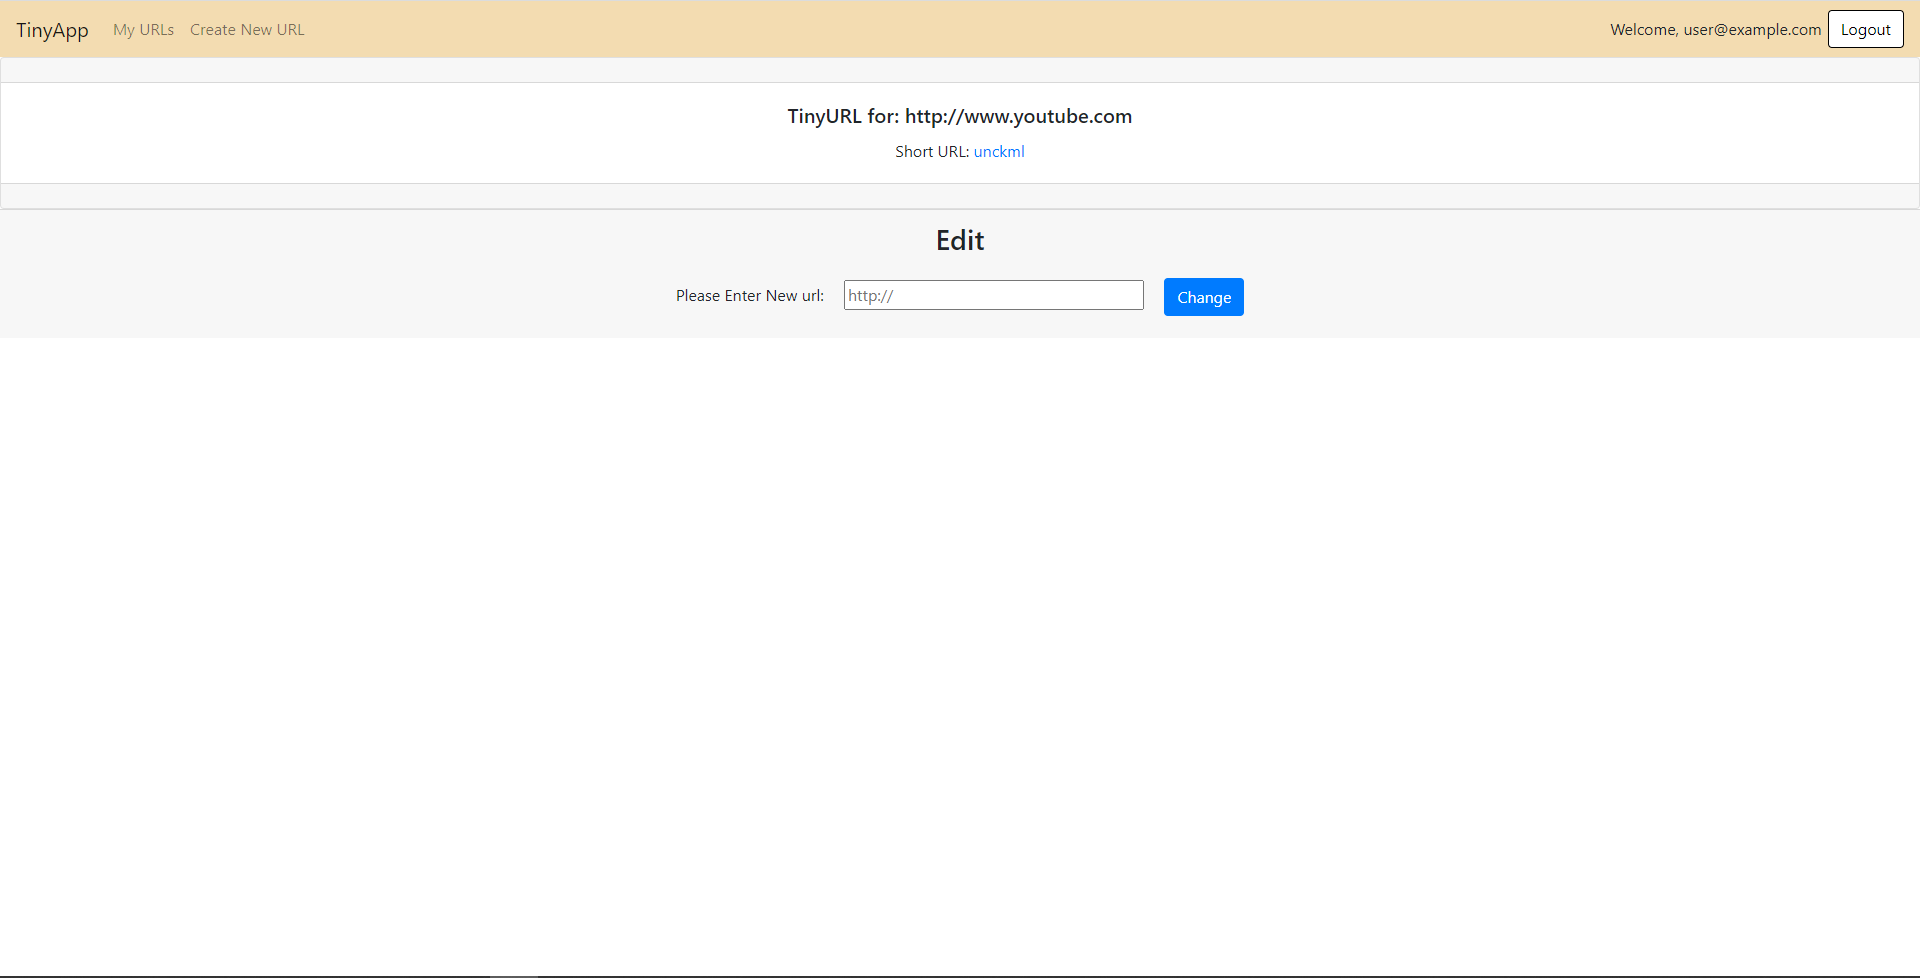 TinyApp My URLs Create New URL Welcome, user@example.com Logout
TinyURL for: http://www.youtube.com
Short URL: unckml
Edit
Please Enter New url: http:// Change